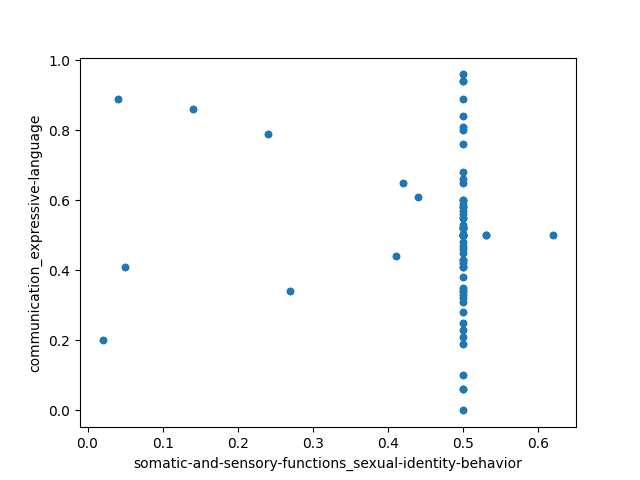 1.0
0.8
0.6
0.4
0.2
0.0
communication_expressive-language
0.0 0.1 0.2 0.3 0.4 0.5 0.6
somatic-and-sensory-functions_sexual-identity-behavior